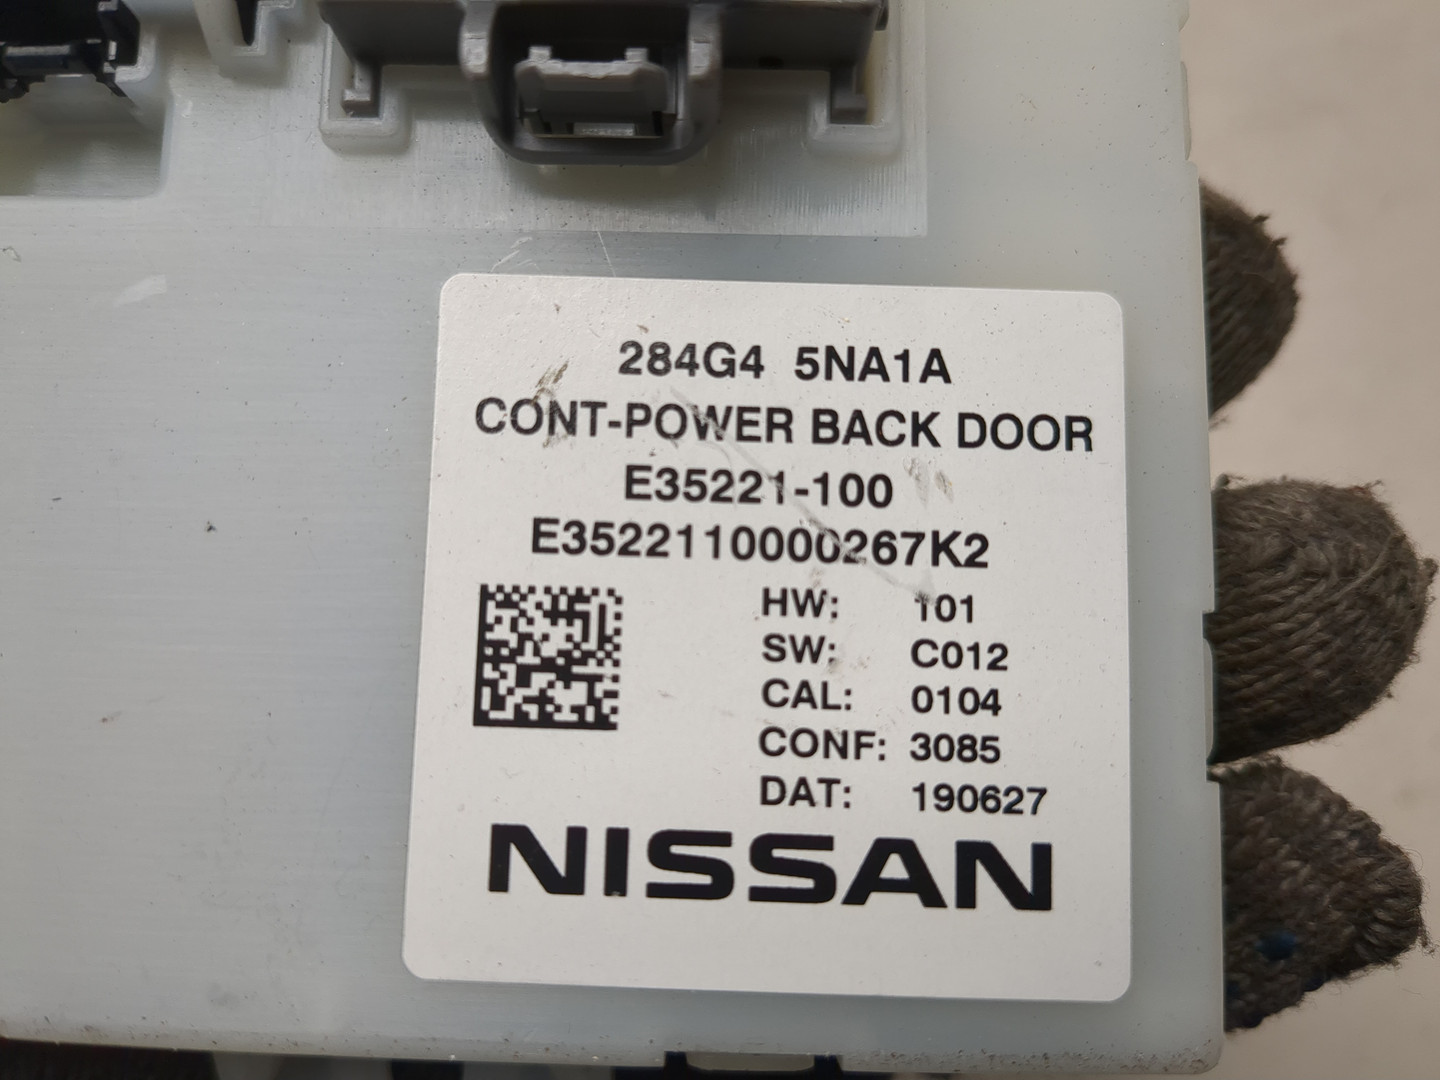 284G4 5NA1A
CONT-POWER BACK DOOR
E35221-100
E3522110000267K2
HW: 101
SW: C012
CAL: 0104
CONF: 3085
DAT: 190627
NISSAN